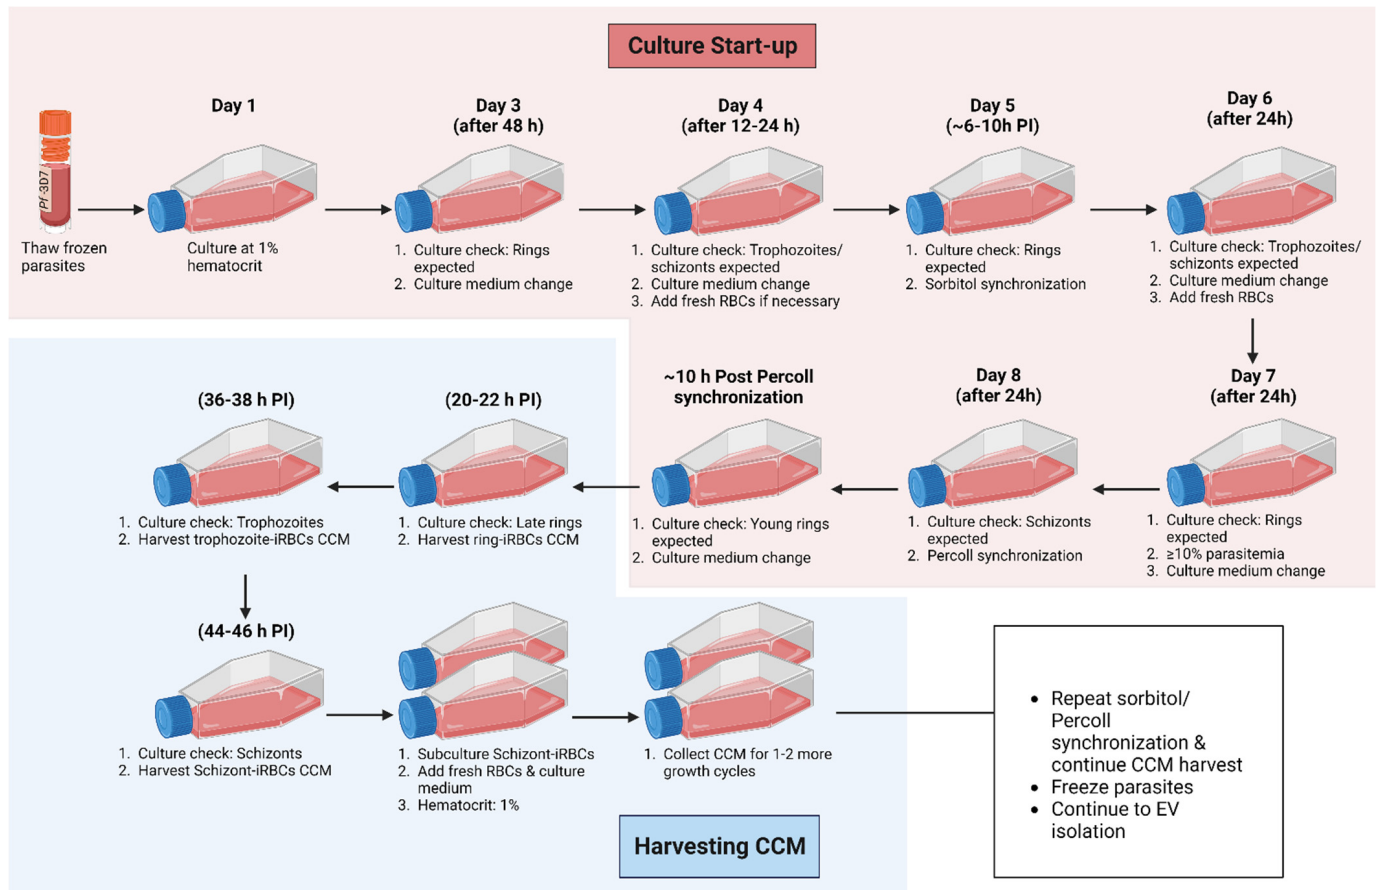 Culture Start-up
Pf-3D7
Thaw frozen
parasites
Day 1
Culture at 1%
hematocrit
Day 3
(after 48 h)
1. Culture check: Rings
expected
2. Culture medium change
Day 4
(after 12-24 h)
1. Culture check: Trophozoites/
schizonts expected
2. Culture medium change
3. Add fresh RBCs if necessary
Day 5
(~6-10h PI)
1. Culture check: Rings
expected
2. Sorbitol synchronization
Day 6
(after 24h)
1. Culture check: Trophozoites/
schizonts expected
2. Culture medium change
3. Add fresh RBCs
Day 7
(after 24h)
1. Culture check: Rings
expected
2. ≥10% parasitemia
3. Culture medium change
Day 8
(after 24h)
1. Culture check: Schizonts
expected
2. Percoll synchronization
~10 h Post Percoll
synchronization
1. Culture check: Young rings
expected
2. Culture medium change
(20-22 h PI)
1. Culture check: Late rings
2. Harvest ring-iRBCs CCM
(36-38 h PI)
1. Culture check: Trophozoites
2. Harvest trophozoite-iRBCs CCM
(44-46 h PI)
1. Culture check: Schizonts
2. Harvest Schizont-iRBCs CCM
1. Subculture Schizont-iRBCs
2. Add fresh RBCs & culture
medium
3. Hematocrit: 1%
1. Collect CCM for 1-2 more
growth cycles
Harvesting CCM
• Repeat sorbitol/
Percoll
synchronization &
continue CCM harvest
• Freeze parasites
• Continue to EV
isolation